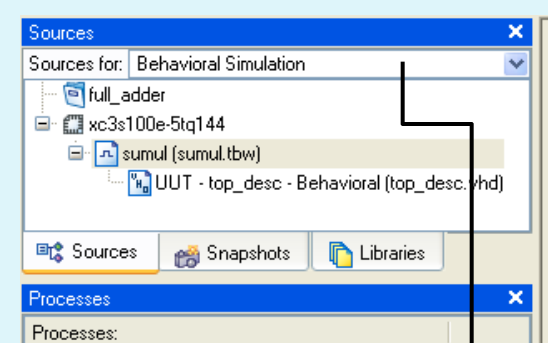 Sources
Sources for: Behavioral Simulation
full_adder
xc3s100e-5tq144
sumul (sumul.tbw)
UUT - top_desc - Behavioral (top_desc.vhd)
Sources Snapshots Libraries
Processes
Processes: